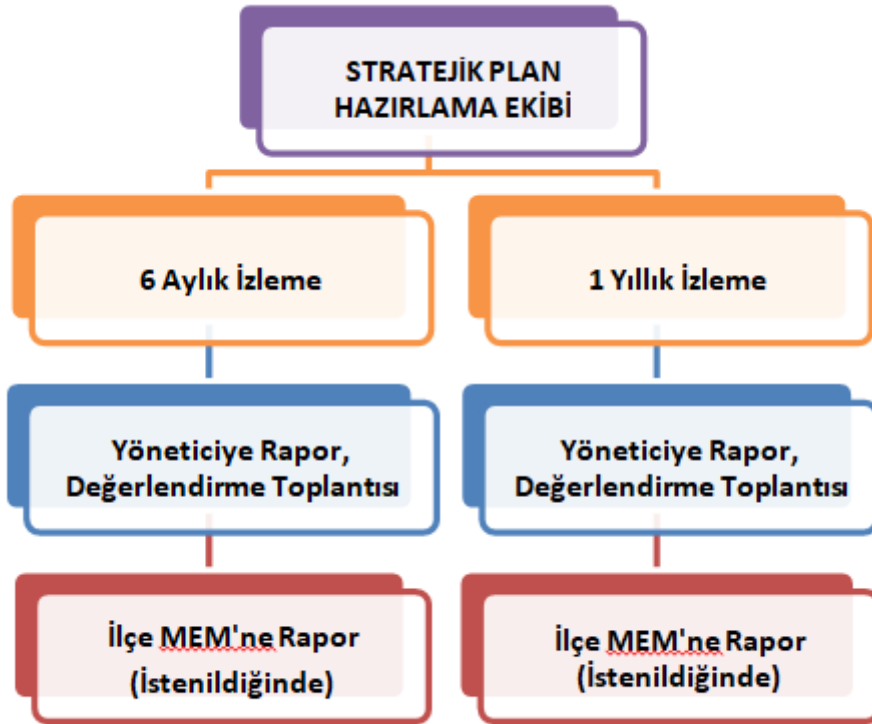 STRATEJİK PLAN
HAZIRLAMA EKİBİ
6 Aylık İzleme
1 Yıllık İzleme
Yöneticiye Rapor,
Değerlendirme Toplantısı
Yöneticiye Rapor,
Değerlendirme Toplantısı
İlçe MEM'ne Rapor
(İstenildiğinde)
İlçe MEM'ne Rapor
(İstenildiğinde)